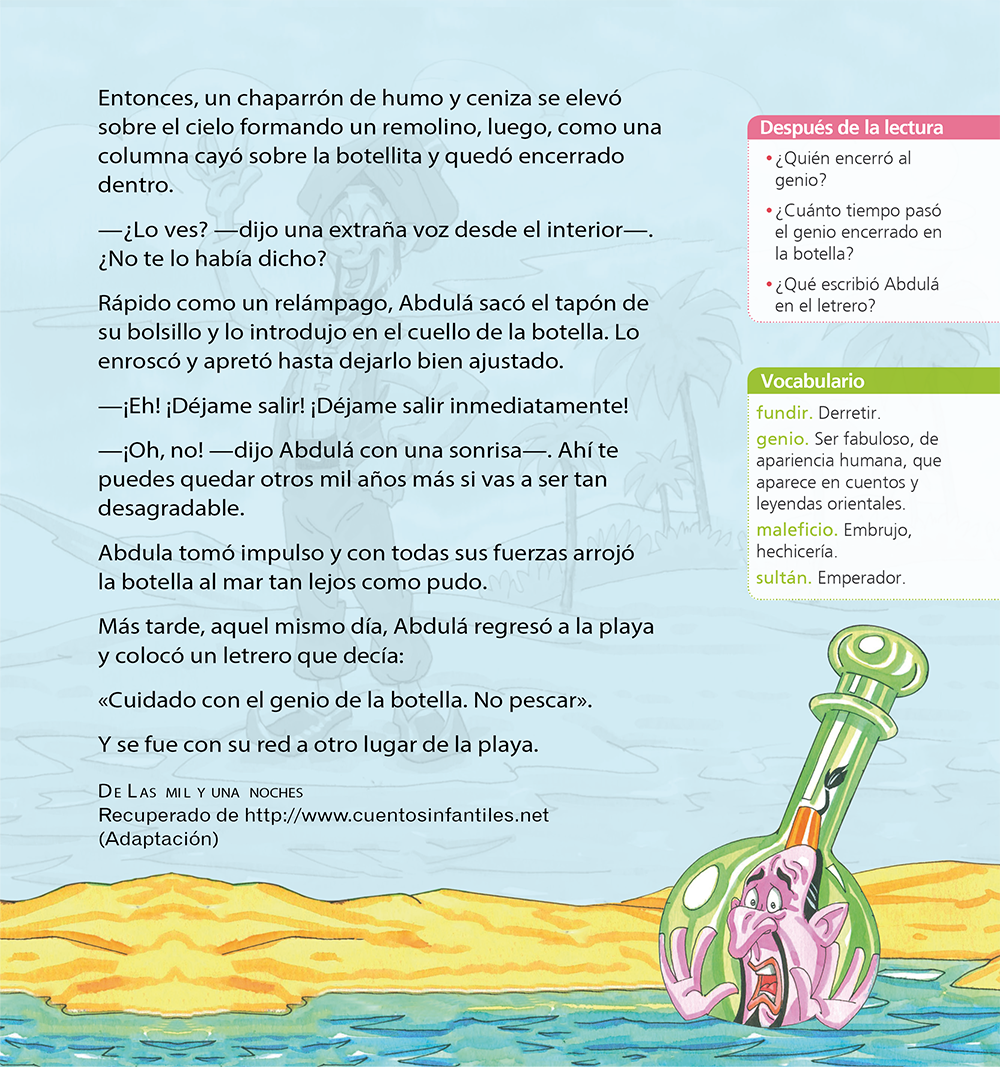 Entonces, un chaparrón de humo y ceniza se elevó
sobre el cielo formando un remolino, luego, como una
columna cayó sobre la botellita y quedó encerrado
dentro.
—¿Lo ves? —dijo una extraña voz desde el interior—.
¿No te lo había dicho?
Rápido como un relámpago, Abdulá sacó el tapón de
su bolsillo y lo introdujo en el cuello de la botella. Lo
enroscó y apretó hasta dejarlo bien ajustado.
—¡Eh! ¡Déjame salir! ¡Déjame salir inmediatamente!
—¡Oh, no! —dijo Abdulá con una sonrisa—. Ahí te
puedes quedar otros mil años más si vas a ser tan
desagradable.
Abdula tomó impulso y con todas sus fuerzas arrojó
la botella al mar tan lejos como pudo.
Más tarde, aquel mismo día, Abdulá regresó a la playa
y colocó un letrero que decía:
«Cuidado con el genio de la botella. No pescar».
Y se fue con su red a otro lugar de la playa.
De Las mil y una noches
Recuperado de http://www.cuentosinfantiles.net
(Adaptación)
Después de la lectura
• ¿Quién encerró al
genio?
• ¿Cuánto tiempo pasó
el genio encerrado en
la botella?
• ¿Qué escribió Abdulá
en el letrero?
Vocabulario
fundir. Derretir.
genio. Ser fabuloso, de
apariencia humana, que
aparece en cuentos y
leyendas orientales.
maleficio. Embrujo,
hechicería.
sultán. Emperador.